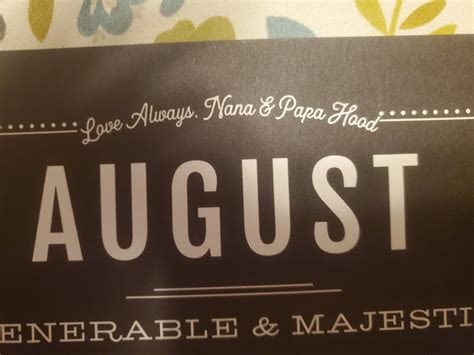 Love Always, Nana & Papa Hood
AUGUST
ENERABLE & MAJESTI